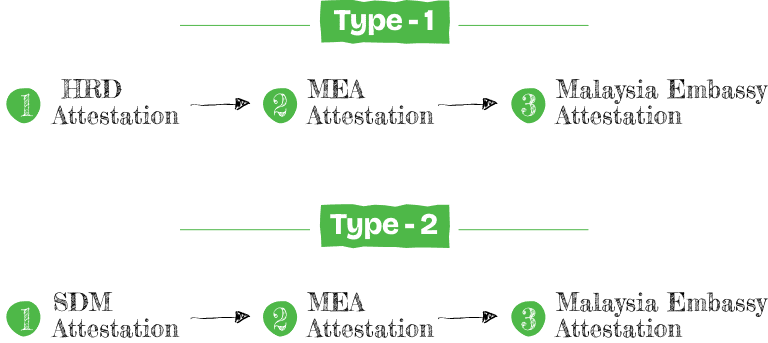 Type - 1
1 HRD Attestation
2 MEA Attestation
3 Malaysia Embassy Attestation
Type - 2
1 SDM Attestation
2 MEA Attestation
3 Malaysia Embassy Attestation